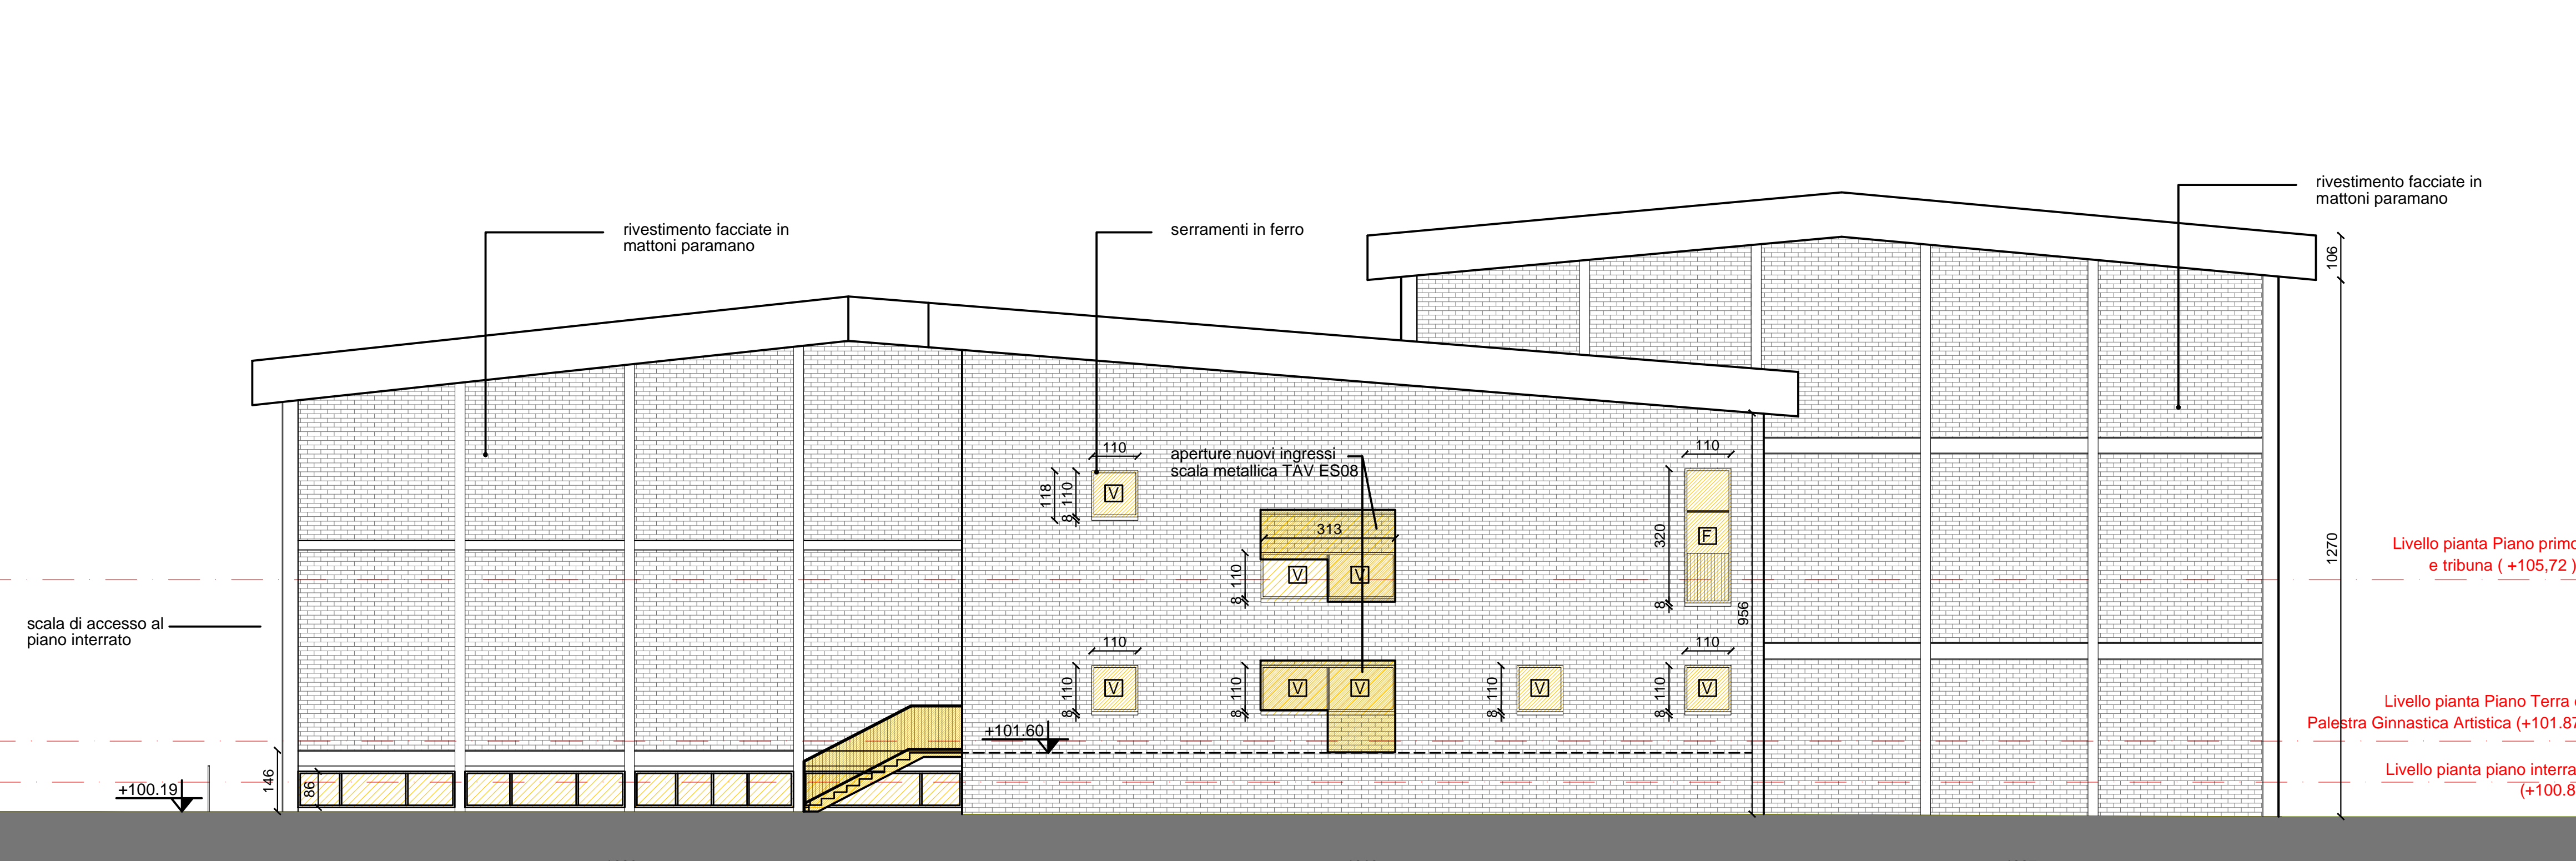 rivestimento facciate in
mattoni paramano
serramenti in ferro
rivestimento facciate in
mattoni paramano
106
1270
110
118
110
8
aperture nuovi ingressi
scala metallica TAV ES08
313
V
110
8
V
V
110
320
F
8
956
Livello pianta Piano primo
e tribuna ( +105,72 )
scala di accesso al
piano interrato
110
110
8
V
110
8
V
V
110
8
V
110
110
8
V
Livello pianta Piano Terra
Palestra Ginnastica Artistica (+101.87
+101.60
Livello pianta piano interra
(+100.8
146
86
+100.19